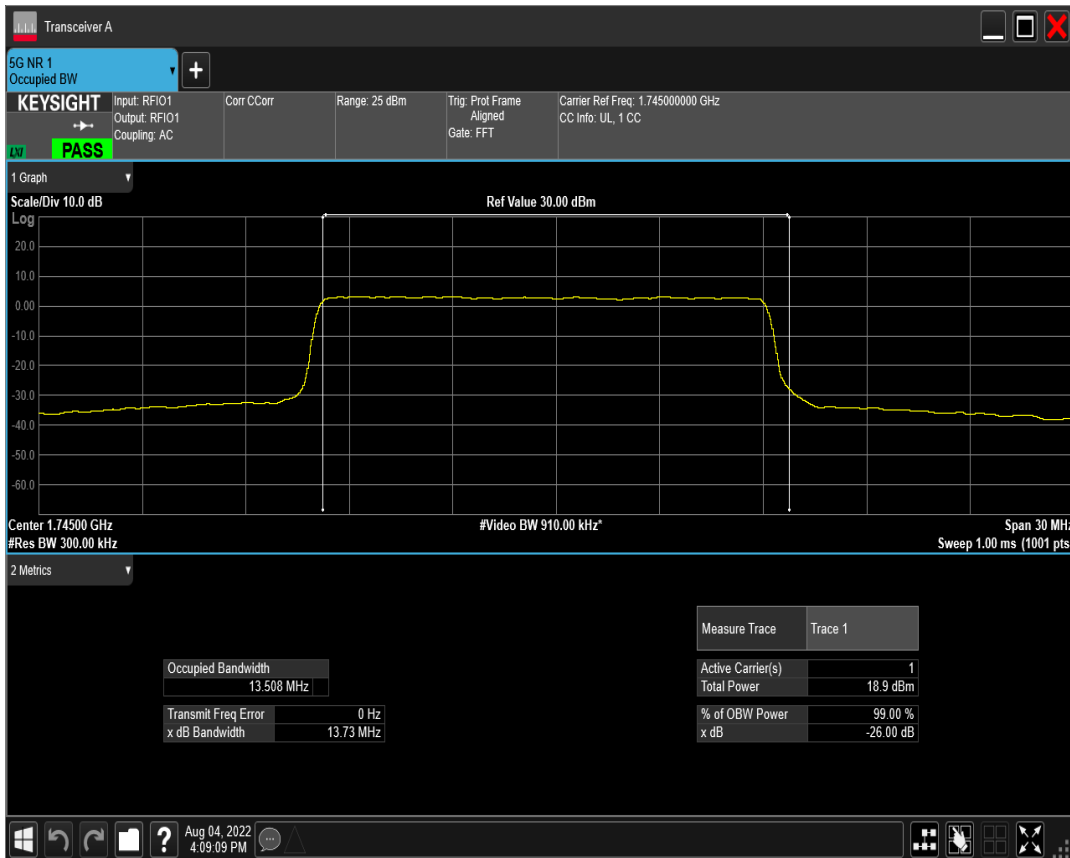 Transceiver A
5G NR 1
Occupied BW
KEYSIGHT
LXI
PASS
Input: RFIO1
Output: RFIO1
Coupling: AC
Corr CCorr
Range: 25 dBm
Trig: Prot Frame
Aligned
Gate: FFT
Carrier Ref Freq: 1.745000000 GHz
CC Info: UL, 1 CC
1 Graph
Scale/Div 10.0 dB
Ref Value 30.00 dBm
Log
20.0
10.0
0.00
-10.0
-20.0
-30.0
-40.0
-50.0
-60.0
Center 1.74500 GHz
#Video BW 910.00 kHz*
Span 30 MHz
#Res BW 300.00 kHz
Sweep 1.00 ms (1001 pts
2 Metrics
Measure Trace Trace 1
Occupied Bandwidth
13.508 MHz
Active Carrier(s) 1
Total Power 18.9 dBm
Transmit Freq Error 0 Hz
x dB Bandwidth 13.73 MHz
% of OBW Power 99.00 %
x dB -26.00 dB
Aug 04, 2022
4:09:09 PM